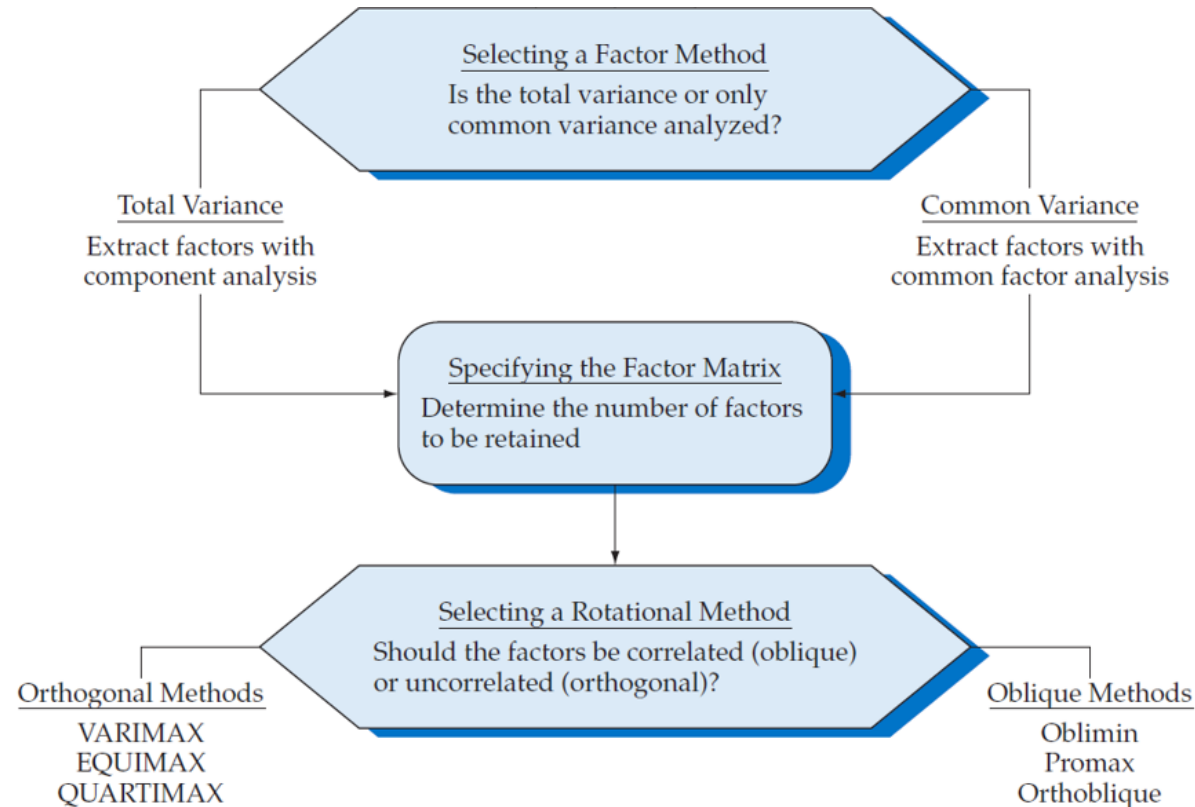 Selecting a Factor Method
Is the total variance or only
common variance analyzed?
Total Variance
Extract factors with
component analysis
Common Variance
Extract factors with
common factor analysis
Specifying the Factor Matrix
Determine the number of factors
to be retained
Selecting a Rotational Method
Should the factors be correlated (oblique)
or uncorrelated (orthogonal)?
Orthogonal Methods
VARIMAX
EQUIMAX
QUARTIMAX
Oblique Methods
Oblimin
Promax
Orthoblique